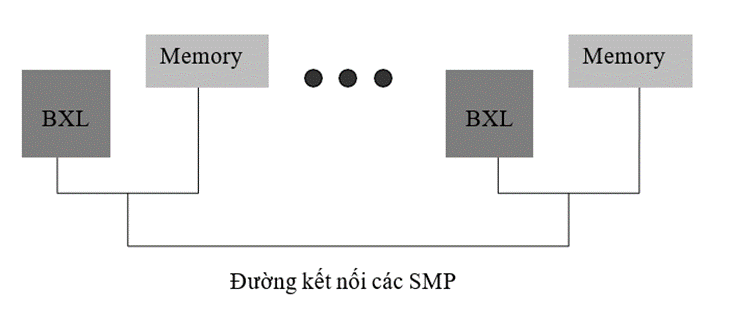 Memory
Memory
BXL
BXL
Đường kết nối các SMP